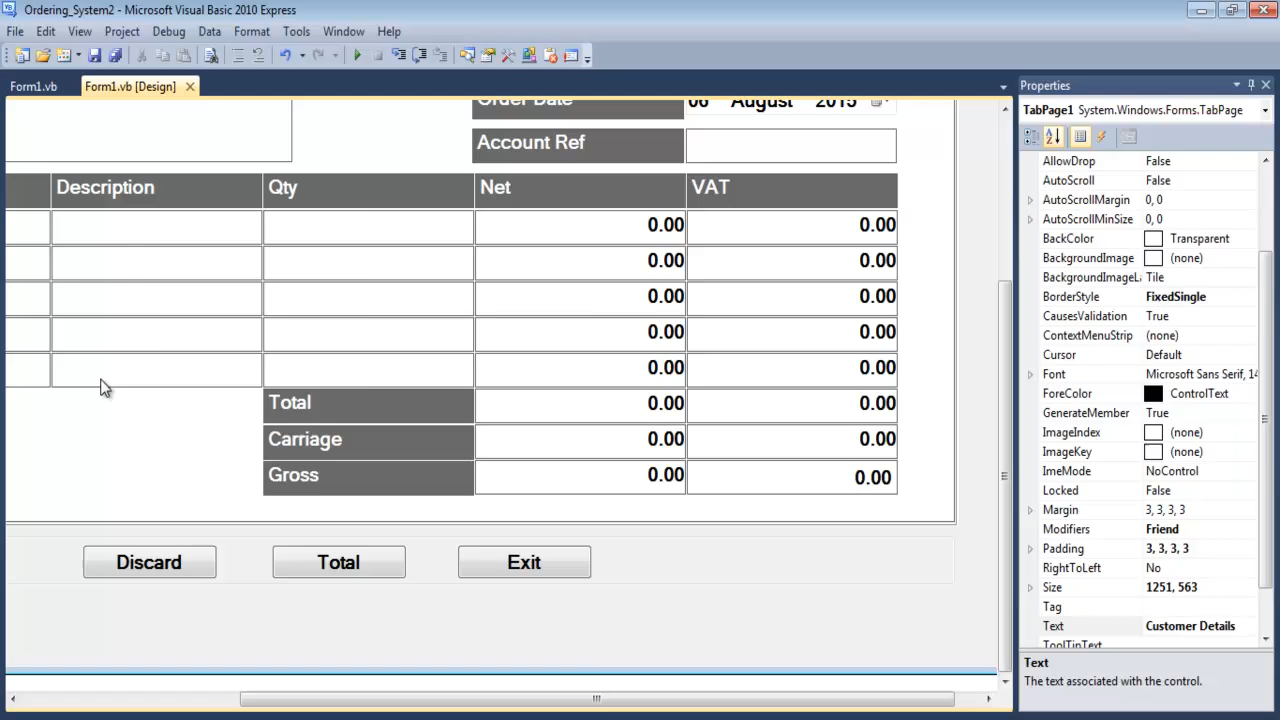 Ordering_System2 - Microsoft Visual Basic 2010 Express
File Edit View Project Debug Data Format Tools Window Help
Form1.vb Form1.vb [Design]
Order Date 06 August 2015
Account Ref
Description Qty Net VAT
0.00 0.00
0.00 0.00
0.00 0.00
0.00 0.00
0.00 0.00
Total 0.00 0.00
Carriage 0.00 0.00
Gross 0.00 0.00
Discard Total Exit
Properties
TabPage1 System.Windows.Forms.TabPage
AllowDrop False
AutoScroll False
AutoScrollMargin 0, 0
AutoScrollMinSize 0, 0
BackColor Transparent
BackgroundImage (none)
BackgroundImageL Tile
BorderStyle FixedSingle
CausesValidation True
ContextMenuStrip (none)
Cursor Default
Font Microsoft Sans Serif, 14
ForeColor ControlText
GenerateMember True
ImageIndex (none)
ImageKey (none)
ImeMode NoControl
Locked False
Margin 3, 3, 3, 3
Modifiers Friend
Padding 3, 3, 3, 3
RightToLeft No
Size 1251, 563
Tag
Text Customer Details
ToolTipText
Text
The text associated with the control.